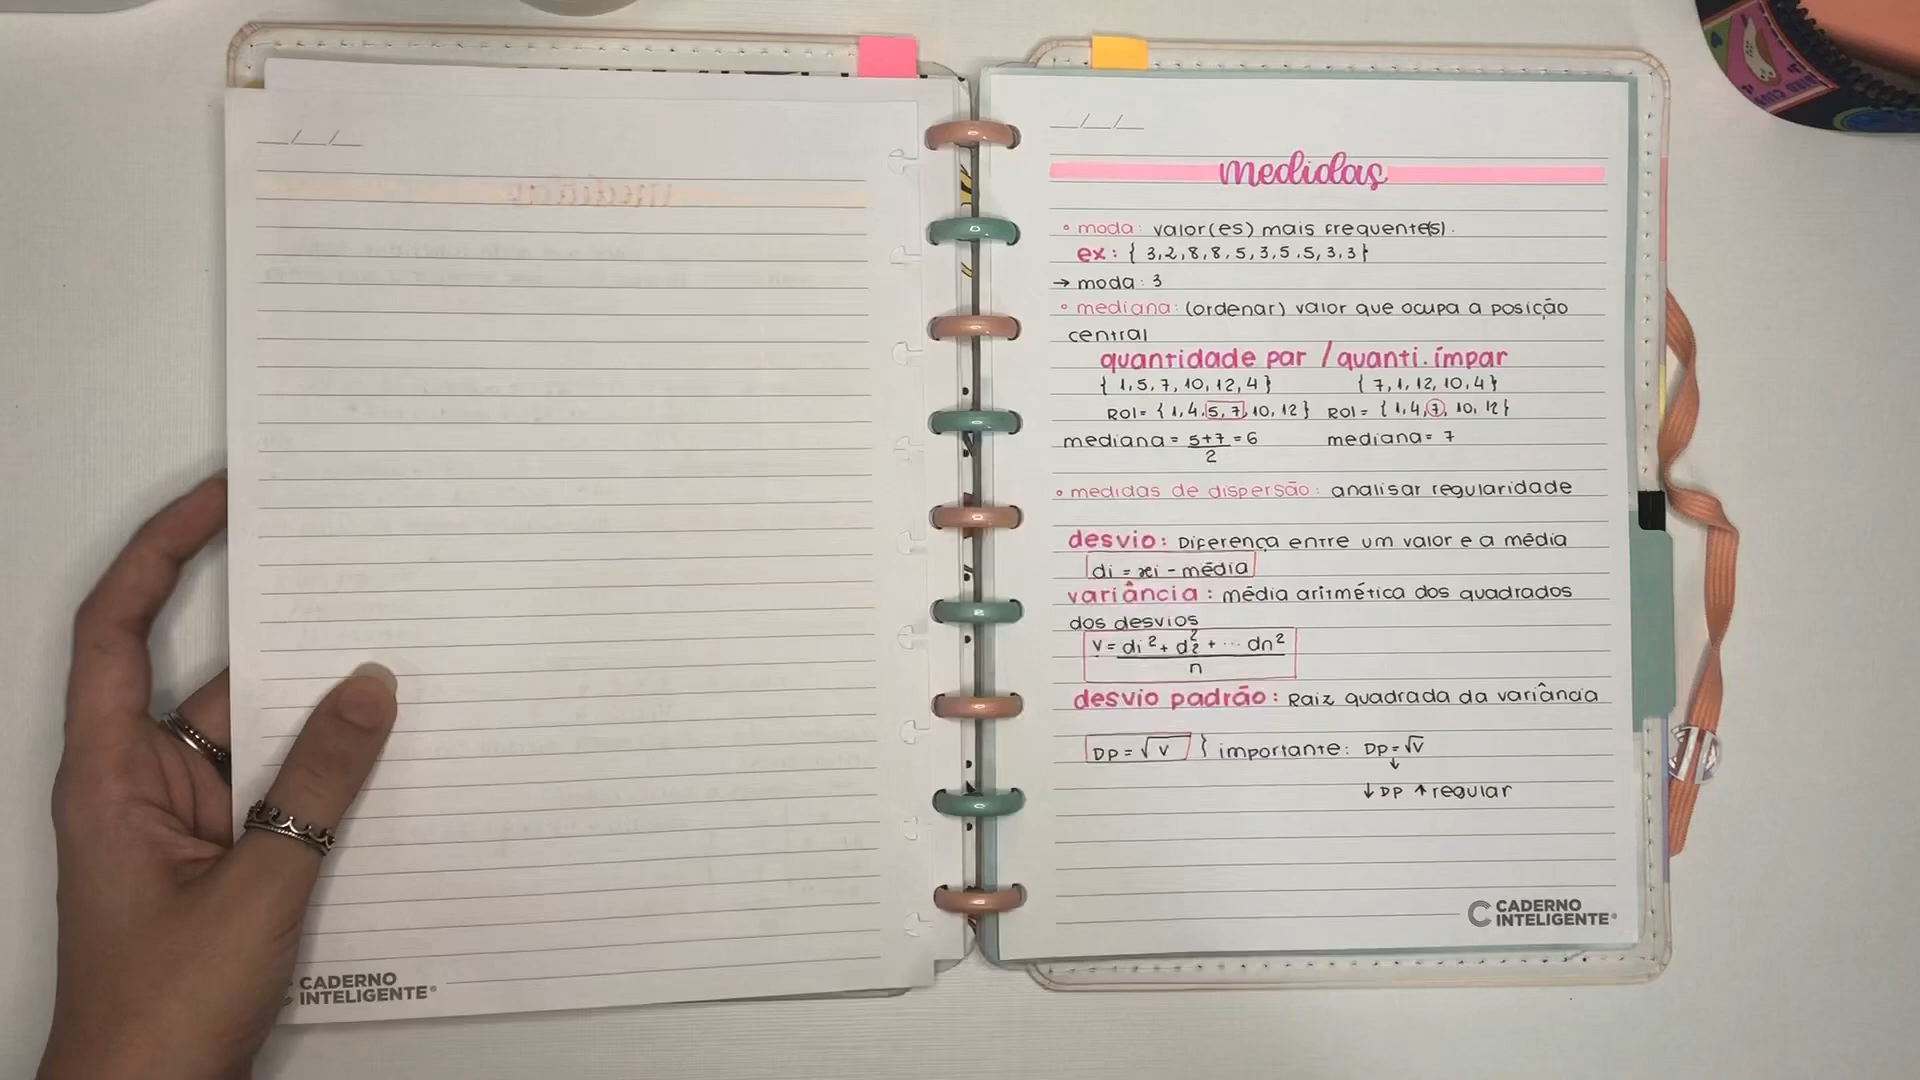 __/__/__
medidas
• moda: valor(es) mais frequente(s).
ex: { 3,2,8,8,5,3,5,5,3,3}
→ moda: 3
• mediana: (ordenar) valor que ocupa a posição
central
quantidade par / quanti. ímpar
{ 1,5,7,10,12,4} { 7,1,12,10,4}
ROL= { 1,4,5,7,10,12} ROL= { 1,4,7,10,12}
mediana = 5+7 = 6 mediana= 7
2
• medidas de dispersão: analisar regularidade
desvio: Diferença entre um valor e a média
di = xi - média
variância: média aritmética dos quadrados
dos desvios
V = di² + d₂² + ... dn²
n
desvio padrão: Raiz quadrada da variância
DP = √V } importante: DP = √V
↓
↓ DP ↑ regular
CADERNO
INTELIGENTE®
CADERNO
INTELIGENTE®